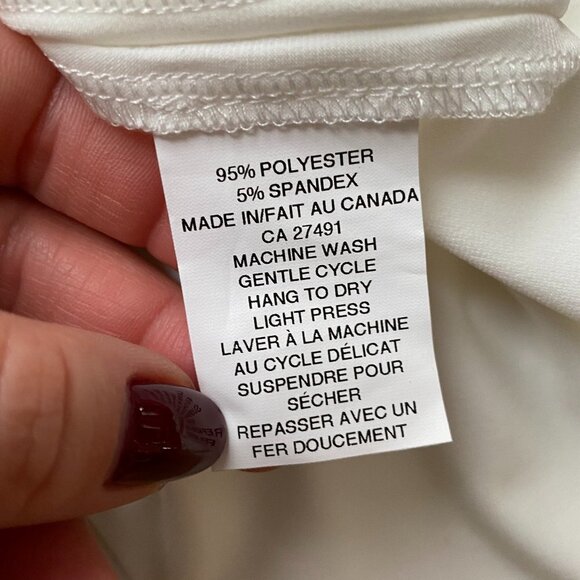 95% POLYESTER
5% SPANDEX
MADE IN/FAIT AU CANADA
CA 27491
MACHINE WASH
GENTLE CYCLE
HANG TO DRY
LIGHT PRESS
LAVER À LA MACHINE
AU CYCLE DÉLICAT
SUSPENDRE POUR
SÉCHER
REPASSER AVEC UN
FER DOUCEMENT